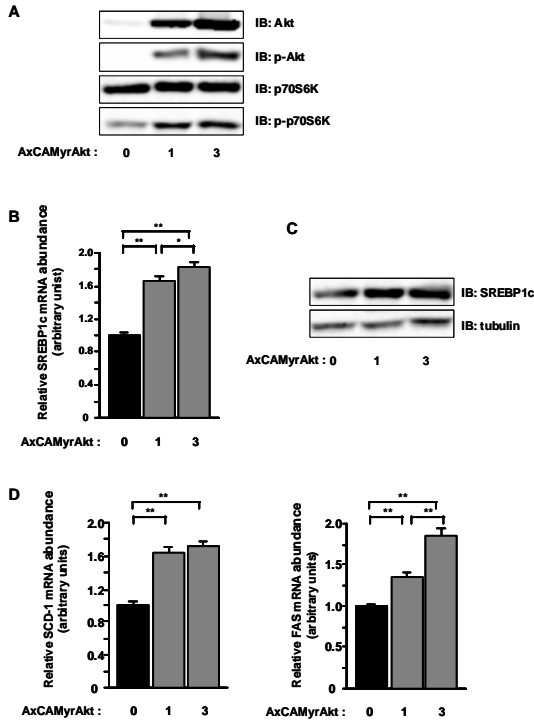 A
IB: Akt
IB: p-Akt
IB: p70S6K
IB: p-p70S6K
AxCAMyrAkt : 0 1 3
B
Relative SREBP1c mRNA abundance
(arbitrary unist)
2.0
1.6
1.2
0.8
0.4
0
**
** *
0 1 3
AxCAMyrAkt :
C
IB: SREBP1c
IB: tubulin
AxCAMyrAkt : 0 1 3
D
Relative SCD-1 mRNA abundance
(arbitrary units)
2.0
1.6
1.2
0.8
0.4
0
**
**
AxCAMyrAkt : 0 1 3
Relative FAS mRNA abundance
(arbitrary units)
2.0
1.6
1.2
0.8
0.4
0
**
** **
0 1 3